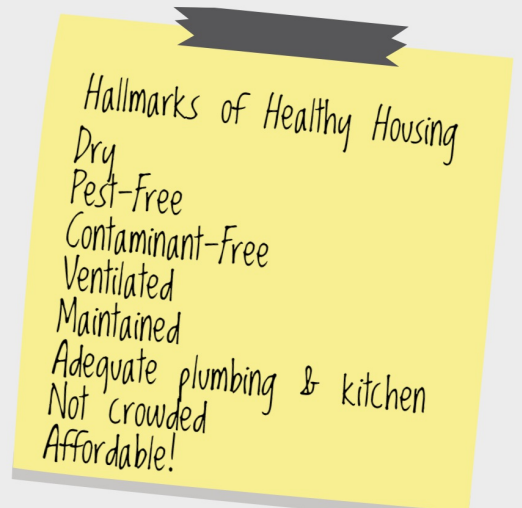 Hallmarks of Healthy Housing
Dry
Pest-Free
Contaminant-Free
Ventilated
Maintained
Adequate plumbing & kitchen
Not crowded
Affordable!